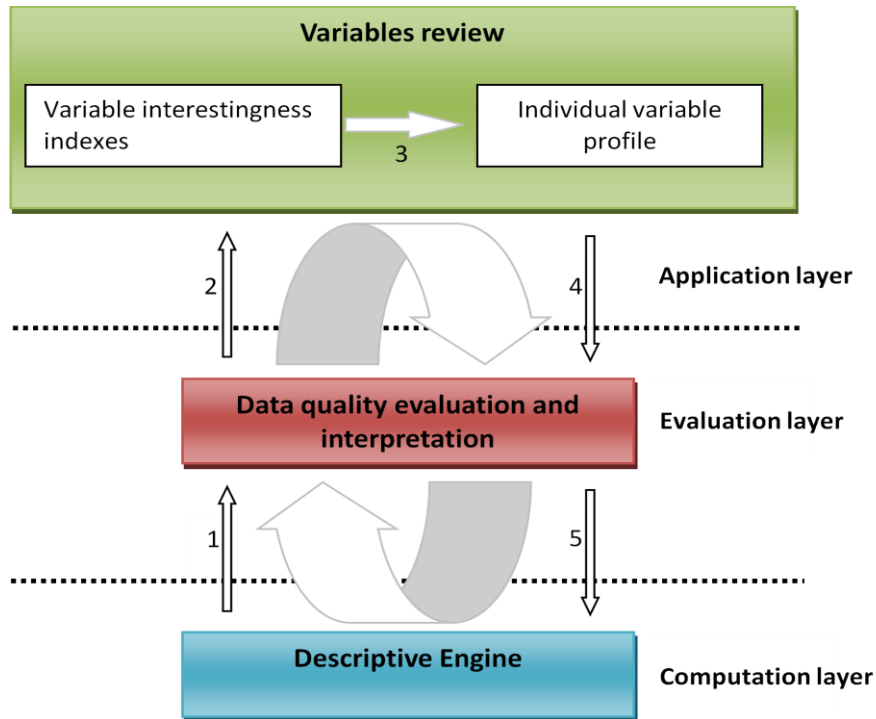 Variables review
Variable interestingness
indexes
Individual variable
profile
3
2
4
Application layer
Data quality evaluation and
interpretation
Evaluation layer
1
5
Descriptive Engine
Computation layer